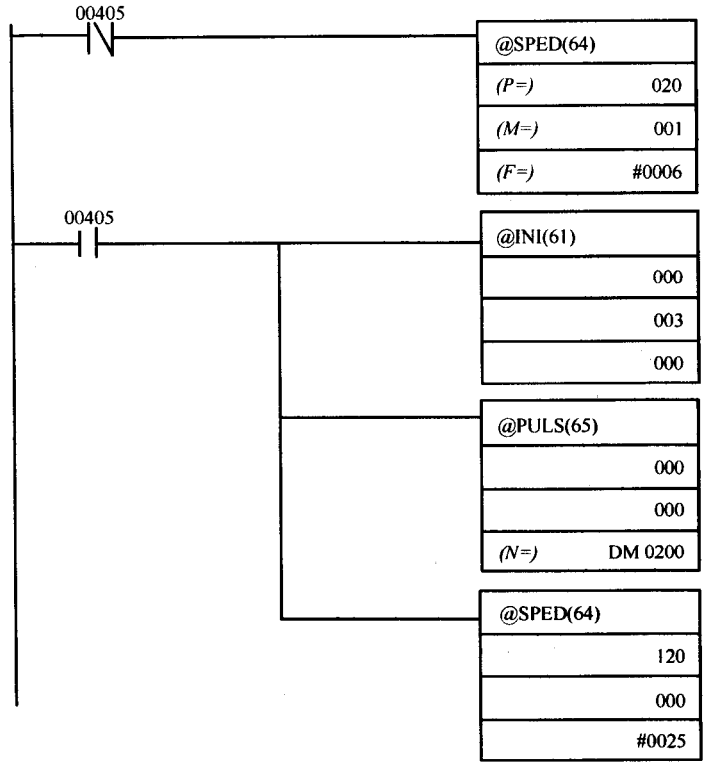 00405
@SPED(64)
(P=) 020
(M=) 001
(F=) #0006
00405
@INI(61)
000
003
000
@PULS(65)
000
000
(N=) DM 0200
@SPED(64)
120
000
#0025